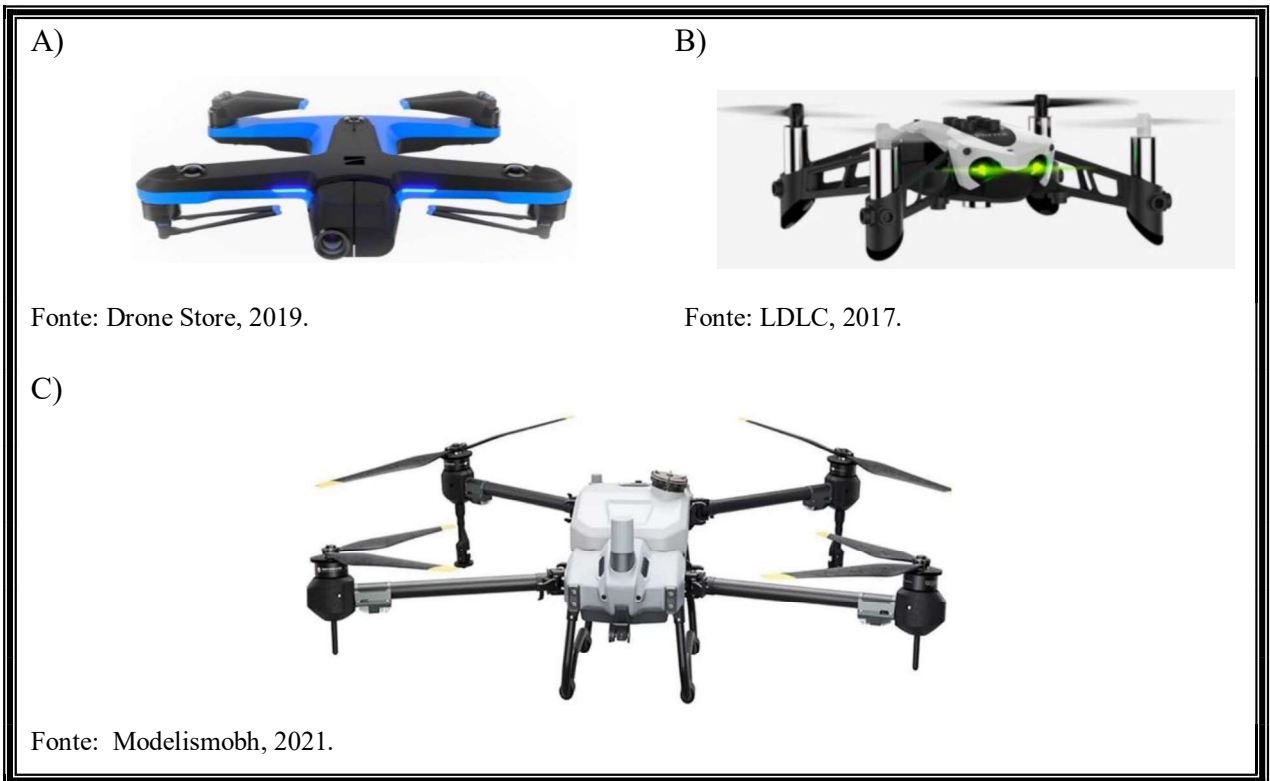 A)
B)
Fonte: Drone Store, 2019.
Fonte: LDLC, 2017.
C)
Fonte: Modelismobh, 2021.